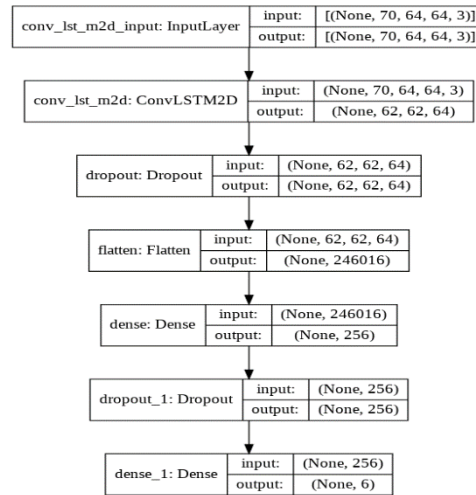 conv_lst_m2d_input: InputLayer input: [(None, 70, 64, 64, 3)]
output: [(None, 70, 64, 64, 3)]
conv_lst_m2d: ConvLSTM2D input: (None, 70, 64, 64, 3)
output: (None, 62, 62, 64)
dropout: Dropout input: (None, 62, 62, 64)
output: (None, 62, 62, 64)
flatten: Flatten input: (None, 62, 62, 64)
output: (None, 246016)
dense: Dense input: (None, 246016)
output: (None, 256)
dropout_1: Dropout input: (None, 256)
output: (None, 256)
dense_1: Dense input: (None, 256)
output: (None, 6)